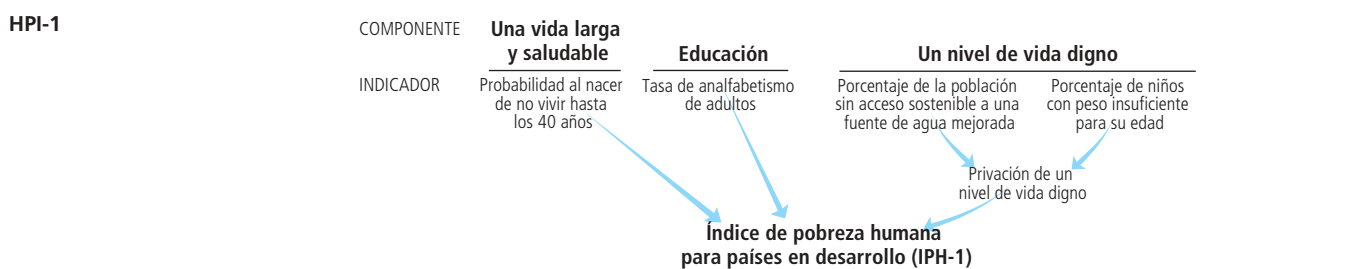 HPI-1
COMPONENTE
Una vida larga
y saludable
Educación
Un nivel de vida digno
INDICADOR
Probabilidad al nacer
de no vivir hasta
los 40 años
Tasa de analfabetismo
de adultos
Porcentaje de la población
sin acceso sostenible a una
fuente de agua mejorada
Porcentaje de niños
con peso insuficiente
para su edad
Privación de un
nivel de vida digno
Índice de pobreza humana
para países en desarrollo (IPH-1)